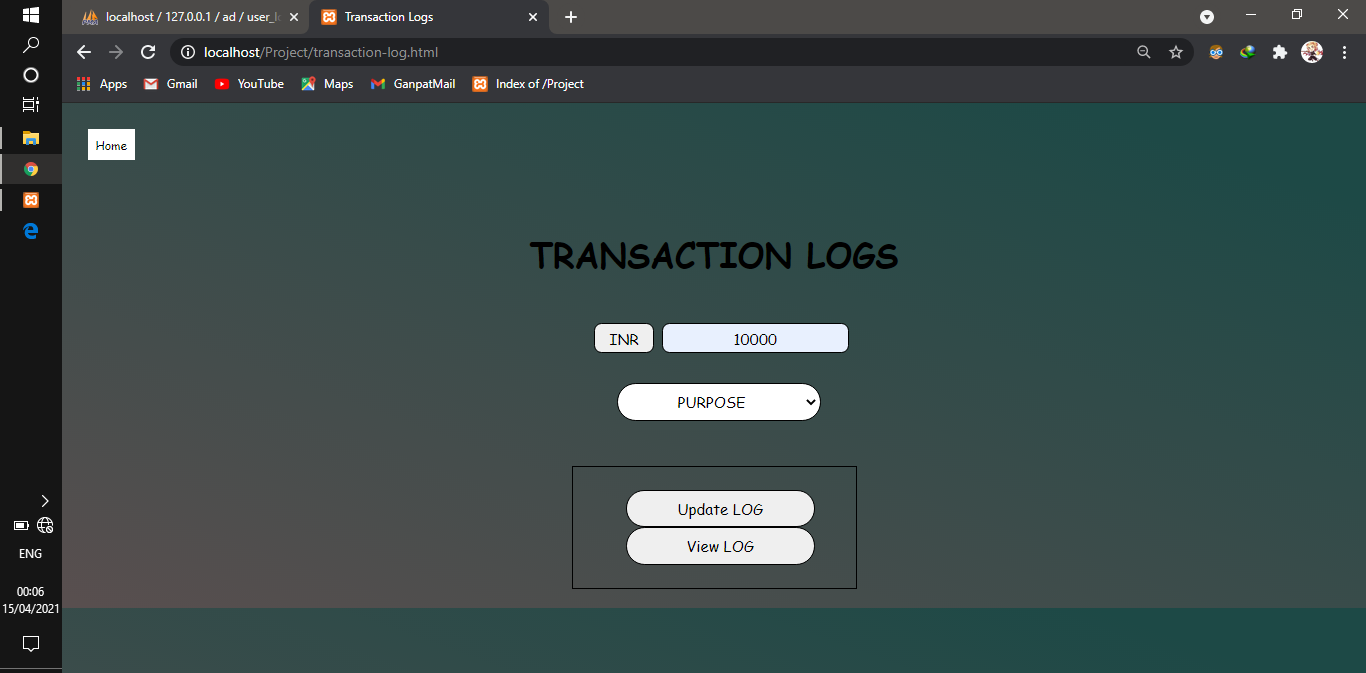 localhost / 127.0.0.1 / ad / user_l
Transaction Logs
localhost/Project/transaction-log.html
Apps
Gmail
YouTube
Maps
GanpatMail
Index of /Project
Home
TRANSACTION LOGS
INR
10000
PURPOSE
Update LOG
View LOG
ENG
00:06
15/04/2021